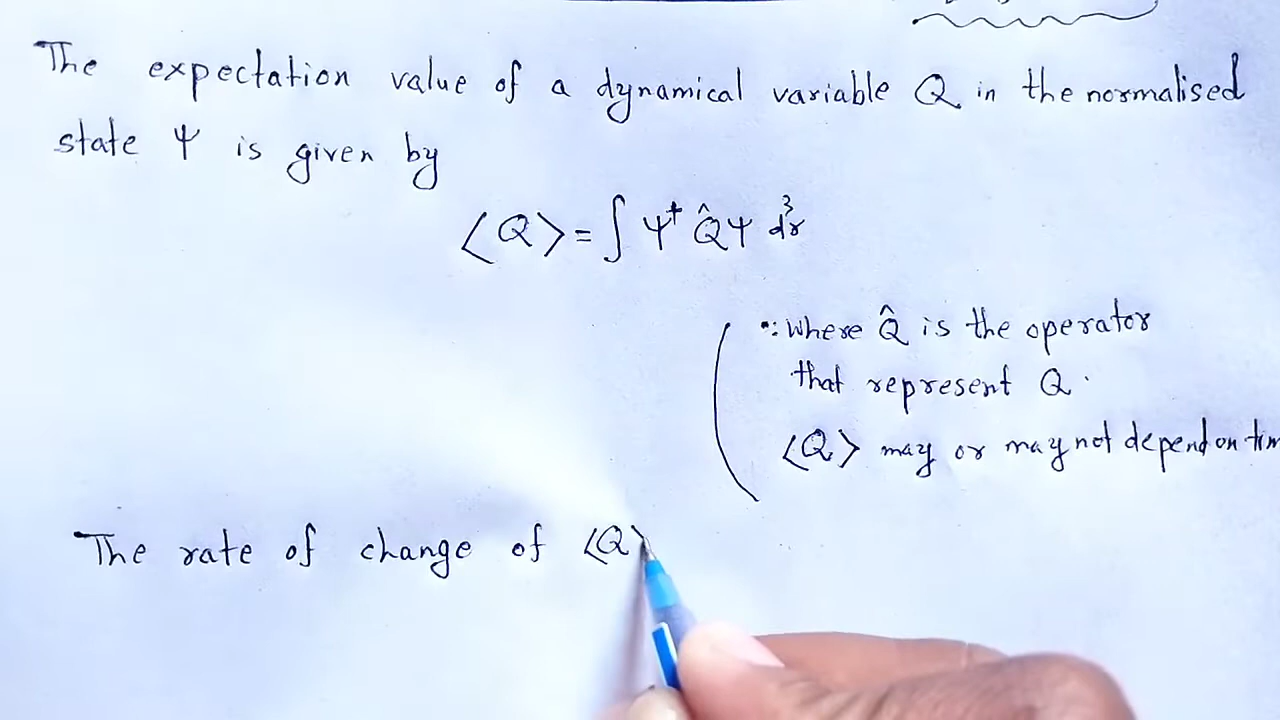 The expectation value of a dynamical variable Q in the normalised
state Ψ is given by
⟨Q⟩ = ∫ Ψ† Q̂ Ψ d³r
∵ where Q̂ is the operator
that represent Q.
⟨Q⟩ may or may not depend on tim
The rate of change of ⟨Q⟩